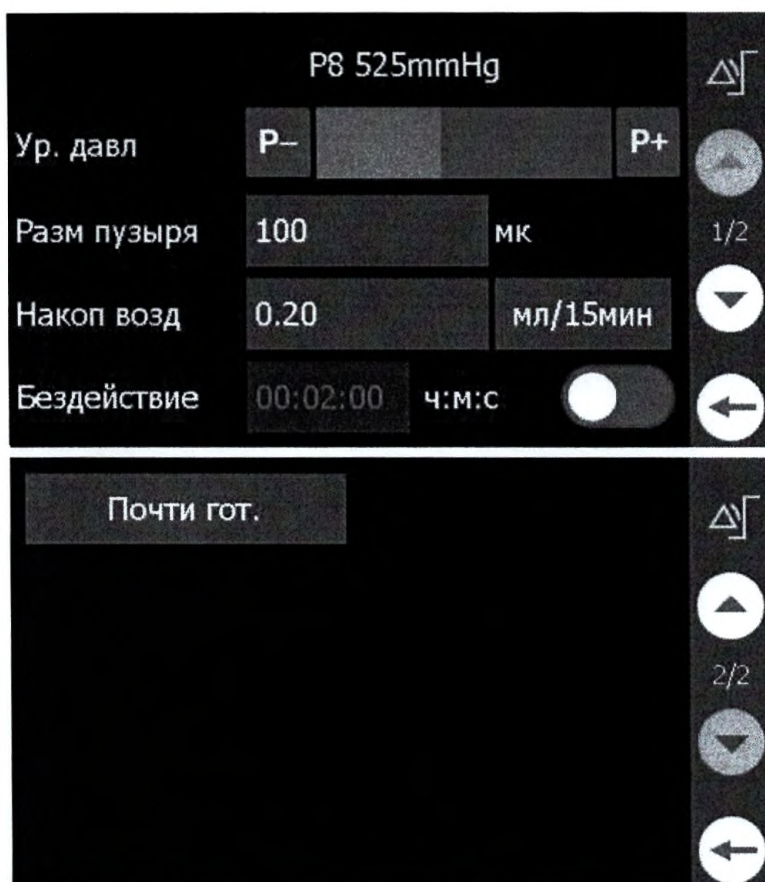 P8 525mmHg
Ур. давл P− P+
Разм пузыря 100 мк 1/2
Накоп возд 0.20 мл/15мин
Бездействие 00:02:00 ч:м:с
Почти гот.
2/2